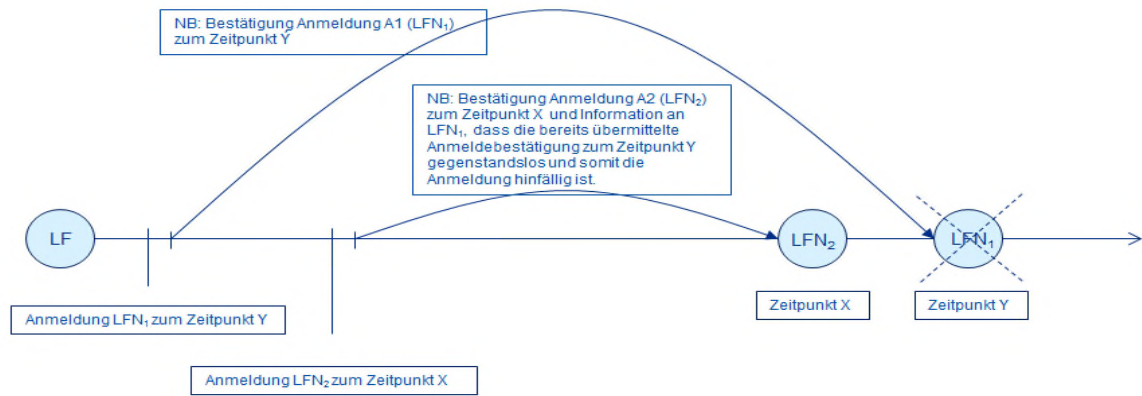 NB: Bestätigung Anmeldung A1 (LFN₁)
zum Zeitpunkt Y
NB: Bestätigung Anmeldung A2 (LFN₂)
zum Zeitpunkt X und Information an
LFN₁, dass die bereits übermittelte
Anmeldebestätigung zum Zeitpunkt Y
gegenstandslos und somit die
Anmeldung hinfällig ist.
LF
LFN₂
LFN₁
Anmeldung LFN₁ zum Zeitpunkt Y
Zeitpunkt X
Zeitpunkt Y
Anmeldung LFN₂ zum Zeitpunkt X